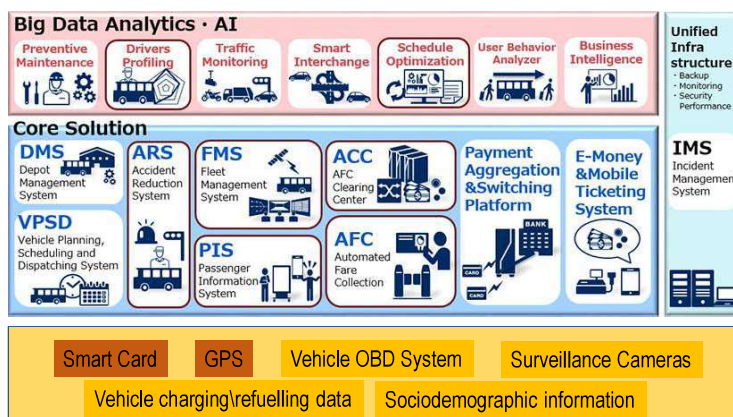 Big Data Analytics · AI
Preventive
Maintenance
Drivers
Profiling
Traffic
Monitoring
Smart
Interchange
Schedule
Optimization
User Behavior
Analyzer
Business
Intelligence
Unified
Infra
structure
・Backup
・Monitoring
・Security
Performance
Core Solution
DMS
Depot
Management
System
VPSD
Vehicle Planning,
Scheduling and
Dispatching System
ARS
Accident
Reduction
System
FMS
Fleet
Management
System
PIS
Passenger
Information
System
ACC
AFC
Clearing
Center
AFC
Automated
Fare
Collection
Payment
Aggregation
&Switching
Platform
BANK
CARD
CARD
E-Money
&Mobile
Ticketing
System
IMS
Incident
Management
System
Smart Card
GPS
Vehicle OBD System
Surveillance Cameras
Vehicle charging\refuelling data
Sociodemographic information